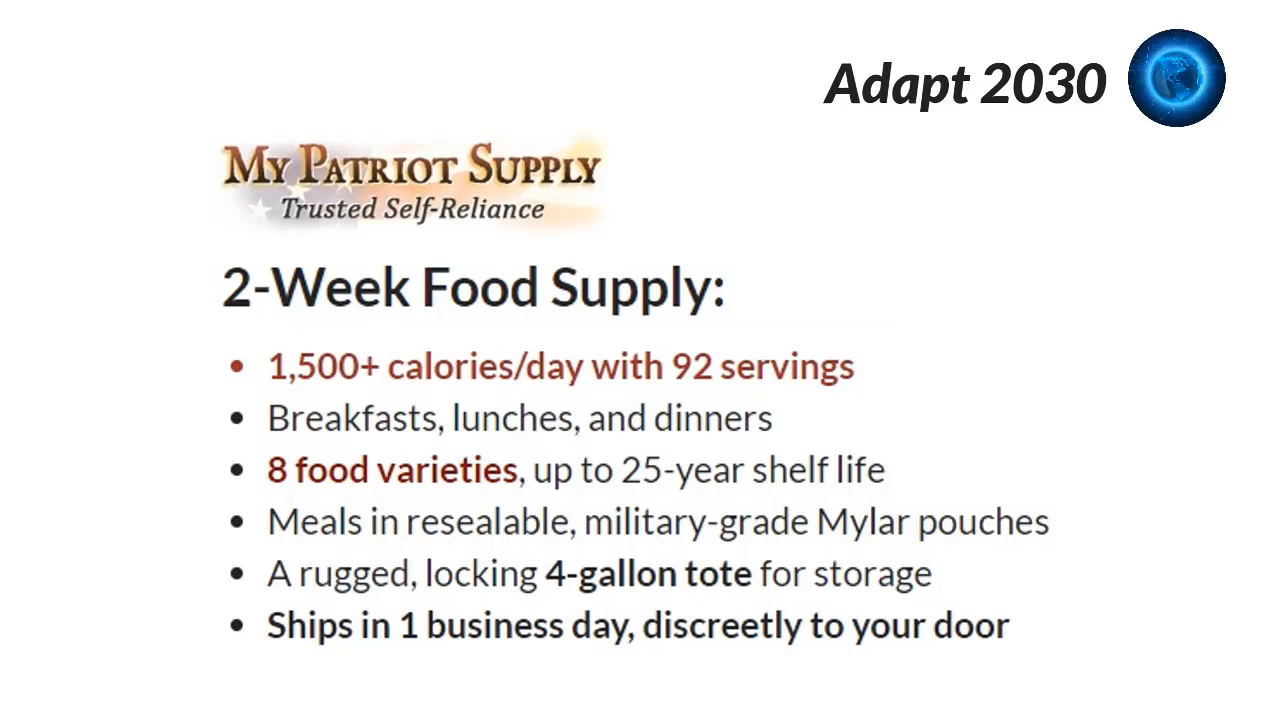 Adapt 2030
MY PATRIOT SUPPLY
Trusted Self-Reliance
2-Week Food Supply:
• 1,500+ calories/day with 92 servings
• Breakfasts, lunches, and dinners
• 8 food varieties, up to 25-year shelf life
• Meals in resealable, military-grade Mylar pouches
• A rugged, locking 4-gallon tote for storage
• Ships in 1 business day, discreetly to your door